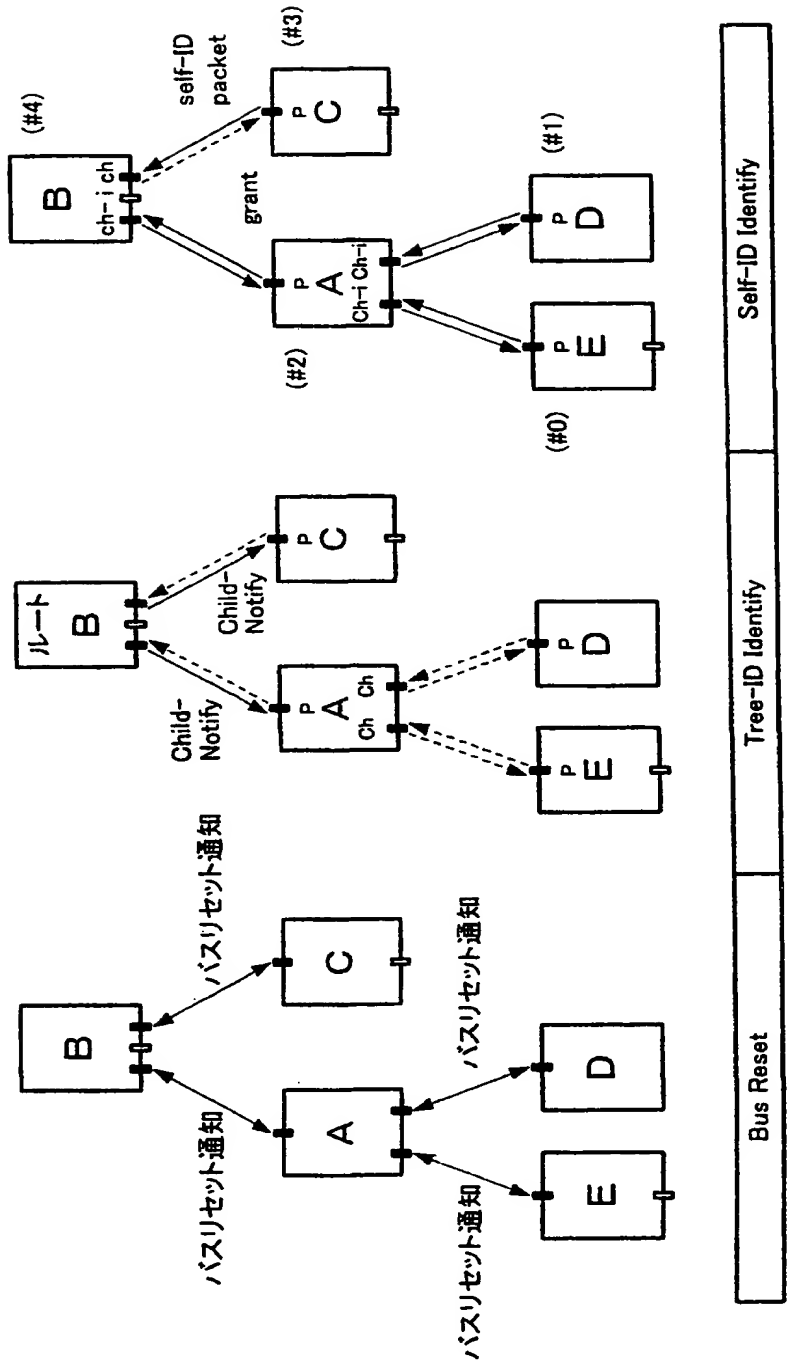 B
バスリセット通知
バスリセット通知
A
C
バスリセット通知
バスリセット通知
E
D
Bus Reset
ルート
B
Child-
Notify
Child-
Notify
P
A
Ch
Ch
P
C
P
E
P
D
Tree-ID Identify
(#4)
B
ch-i
ch
self-ID
packet
grant
(#3)
P
C
(#2)
P
A
Ch-i
Ch-i
(#0)
P
E
(#1)
P
D
Self-ID Identify